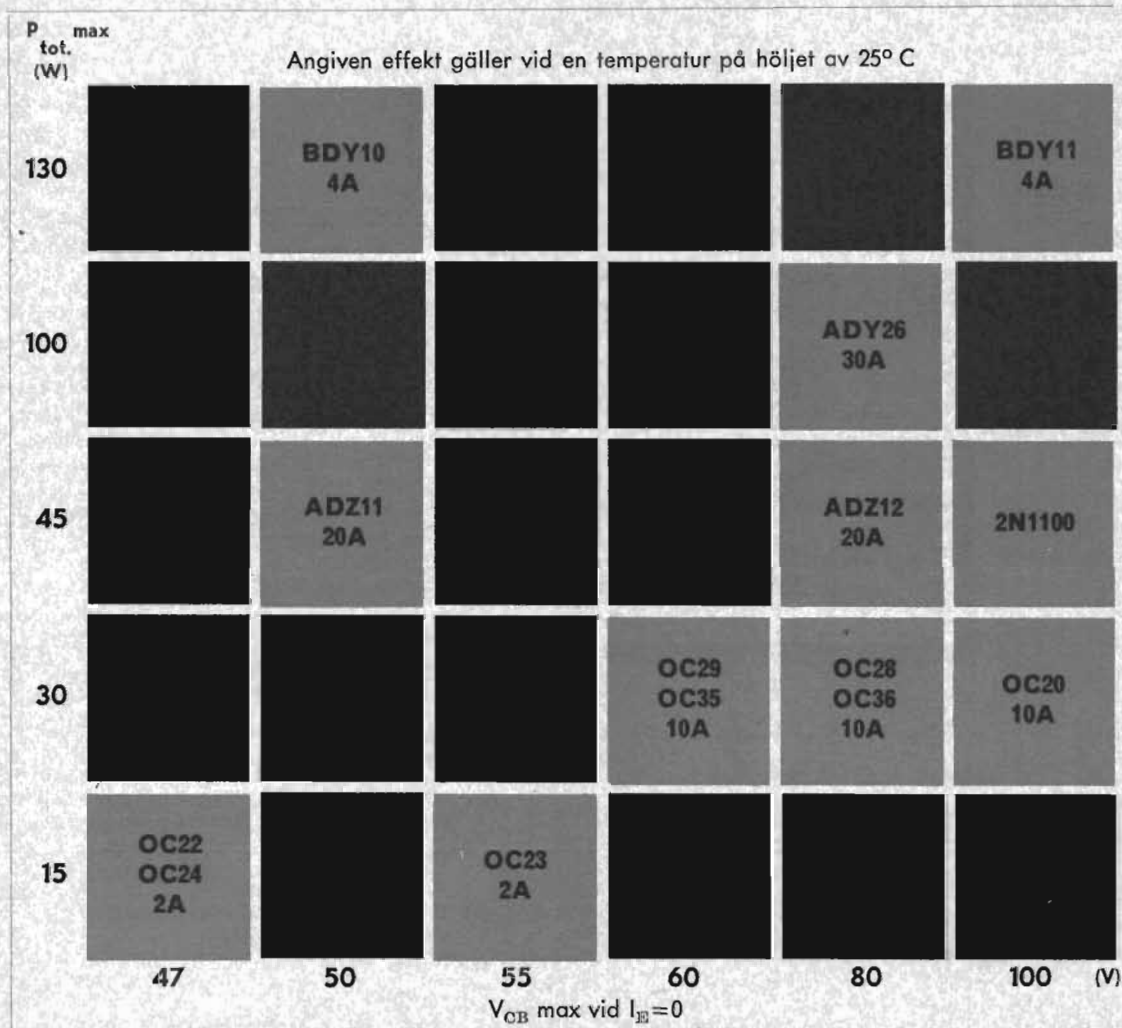 P tot. max
(W)
Angiven effekt gäller vid en temperatur på höljet av 25° C
130
BDY10
4A
BDY11
4A
100
ADY26
30A
45
ADZ11
20A
ADZ12
20A
2N1100
30
OC29
OC35
10A
OC28
OC36
10A
OC20
10A
15
OC22
OC24
2A
OC23
2A
47 50 55 60 80 100 (V)
V_CB max vid I_E=0